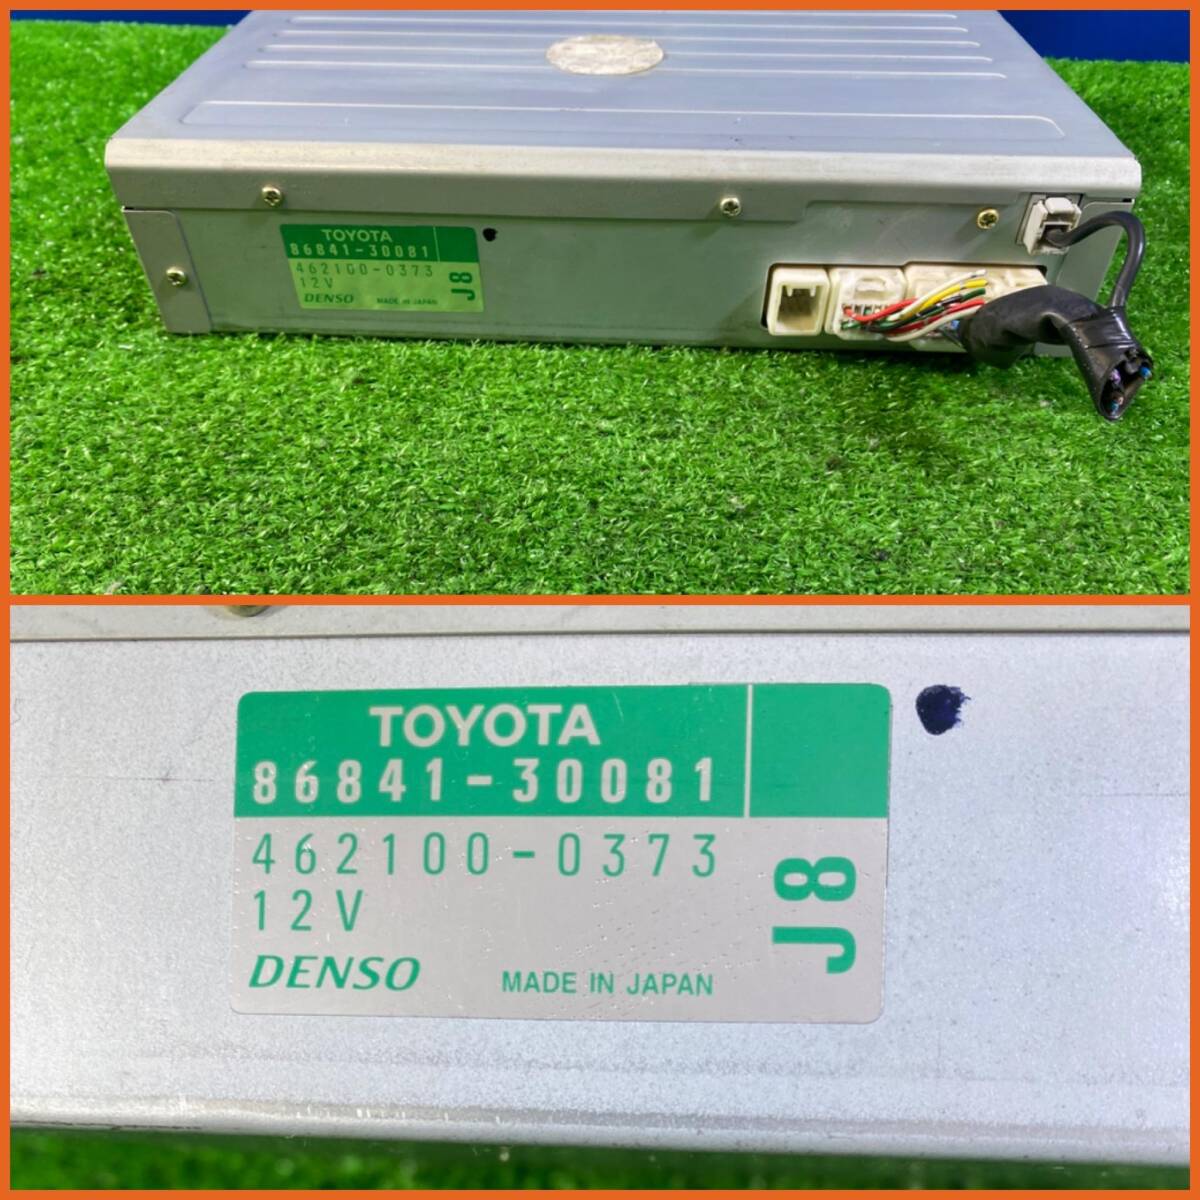 TOYOTA
86841-30081
462100-0373
12V
DENSO MADE IN JAPAN
J8
TOYOTA
86841-30081
462100-0373
12V
DENSO MADE IN JAPAN
J8